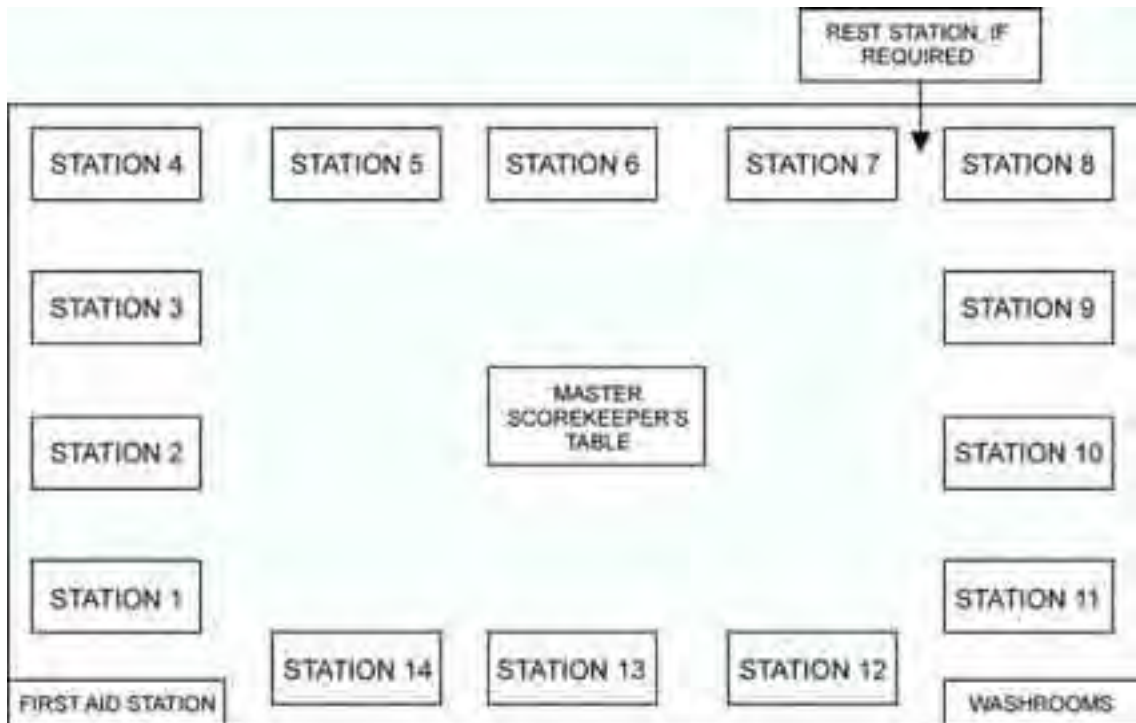 REST STATION, IF
REQUIRED
STATION 4
STATION 5
STATION 6
STATION 7
STATION 8
STATION 3
STATION 9
MASTER
SCOREKEEPER'S
TABLE
STATION 2
STATION 10
STATION 1
STATION 11
STATION 14
STATION 13
STATION 12
FIRST AID STATION
WASHROOMS